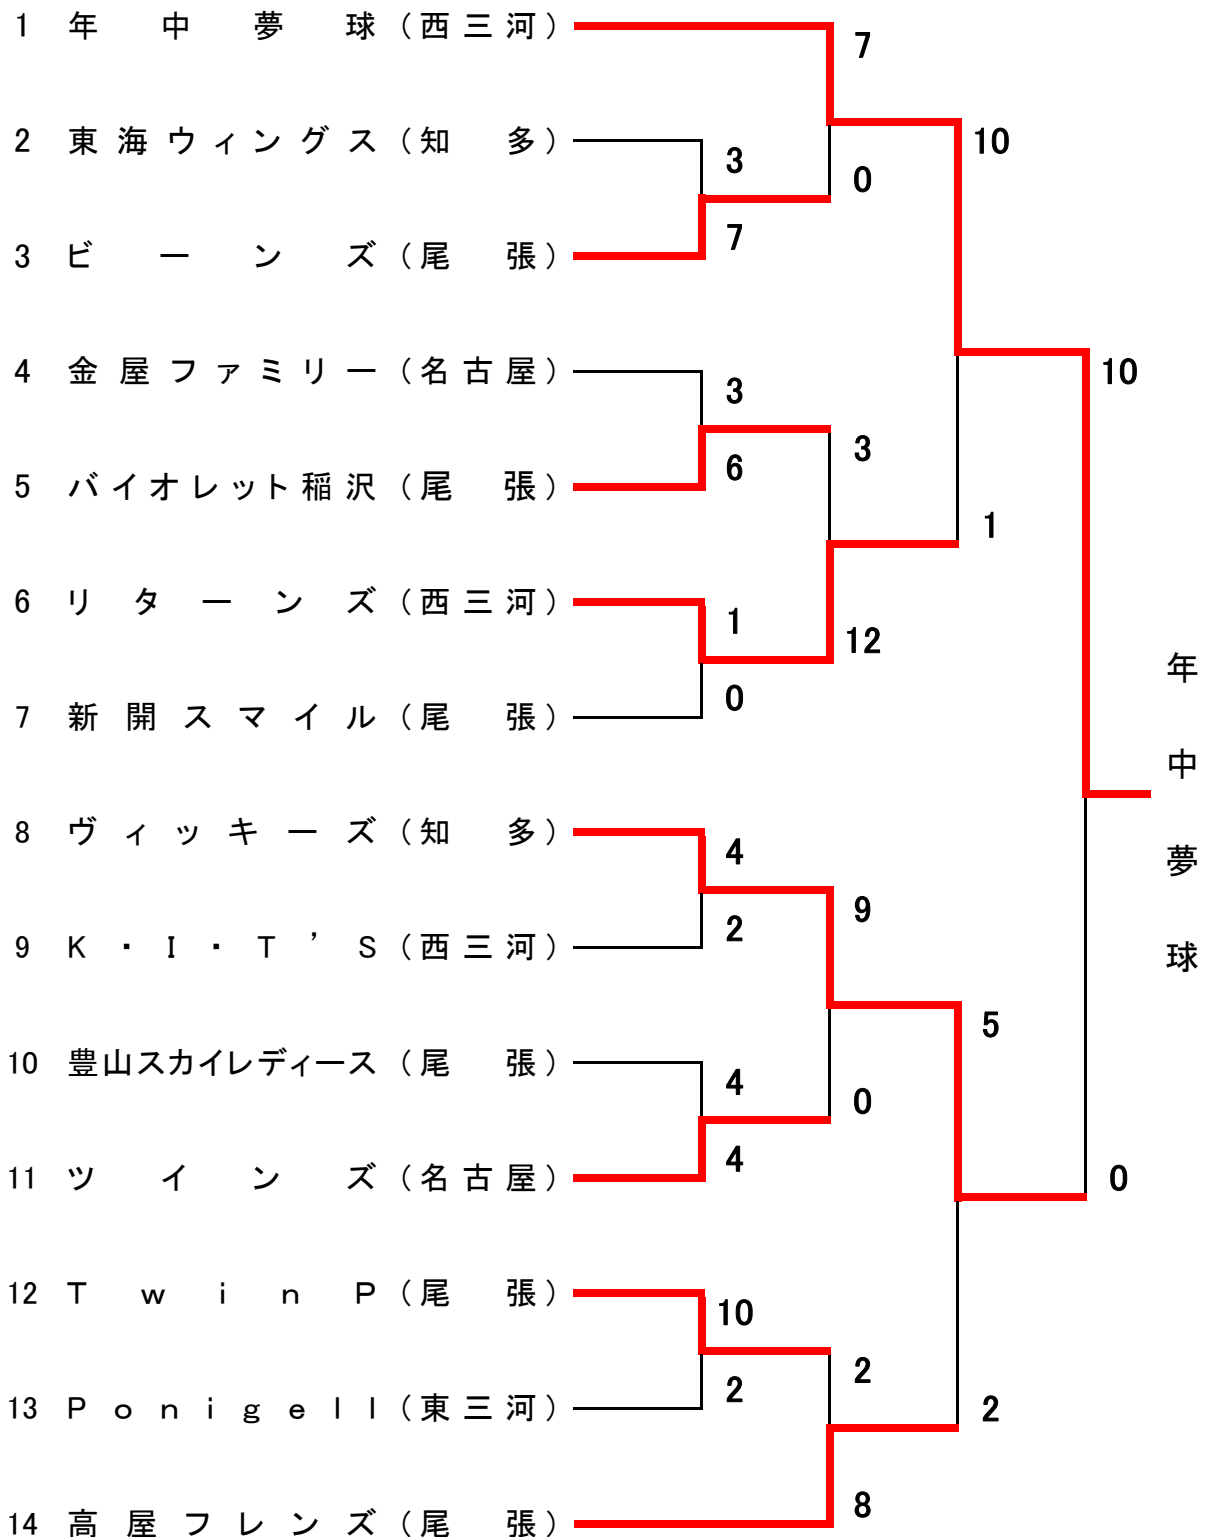 1 年中夢球(西三河)
7
10
2 東海ウィングス(知多)
3
0
7
3 ビーンズ(尾張)
4 金屋ファミリー(名古屋)
3
10
3
6
5 バイオレット稲沢(尾張)
1
6 リターンズ(西三河)
1
12
0
7 新開スマイル(尾張)
年中夢球
8 ヴィッキーズ(知多)
4
9
2
9 K・I・T’S(西三河)
5
10 豊山スカイレディース(尾張)
4
0
4
11 ツインズ(名古屋)
0
12 TwinP(尾張)
10
2
2
13 Ponigell(東三河)
2
8
14 高屋フレンズ(尾張)